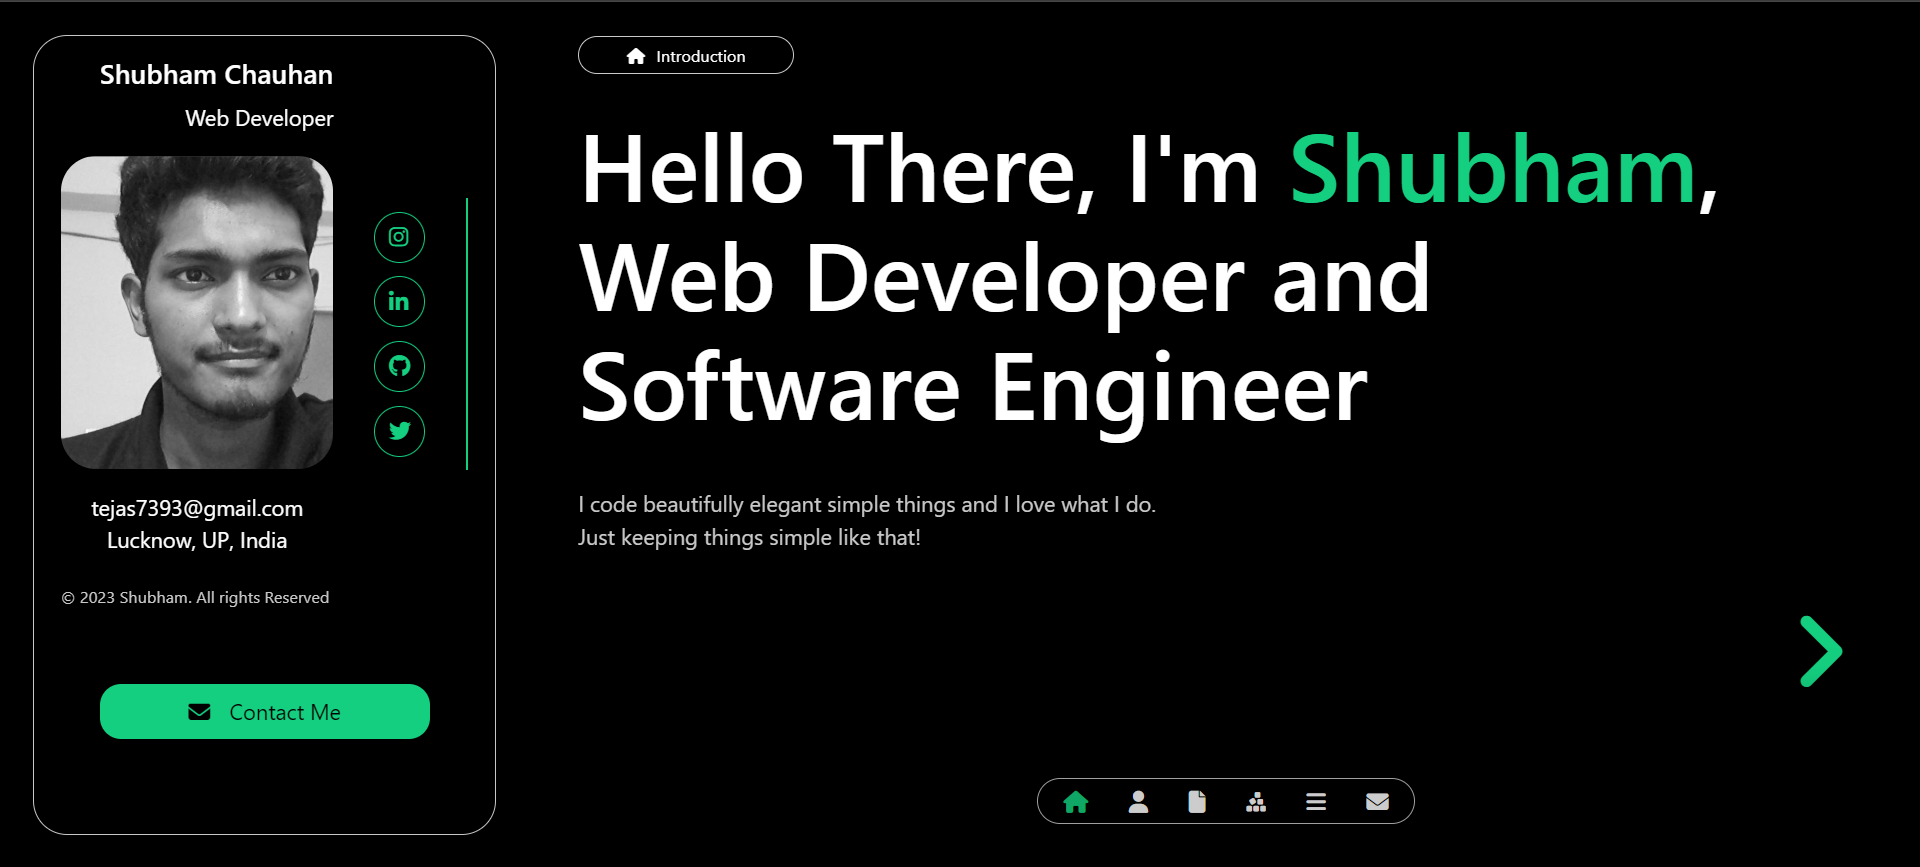 Shubham Chauhan
Web Developer
tejas7393@gmail.com
Lucknow, UP, India
© 2023 Shubham. All rights Reserved
Contact Me
Introduction
Hello There, I'm Shubham,
Web Developer and
Software Engineer
I code beautifully elegant simple things and I love what I do.
Just keeping things simple like that!